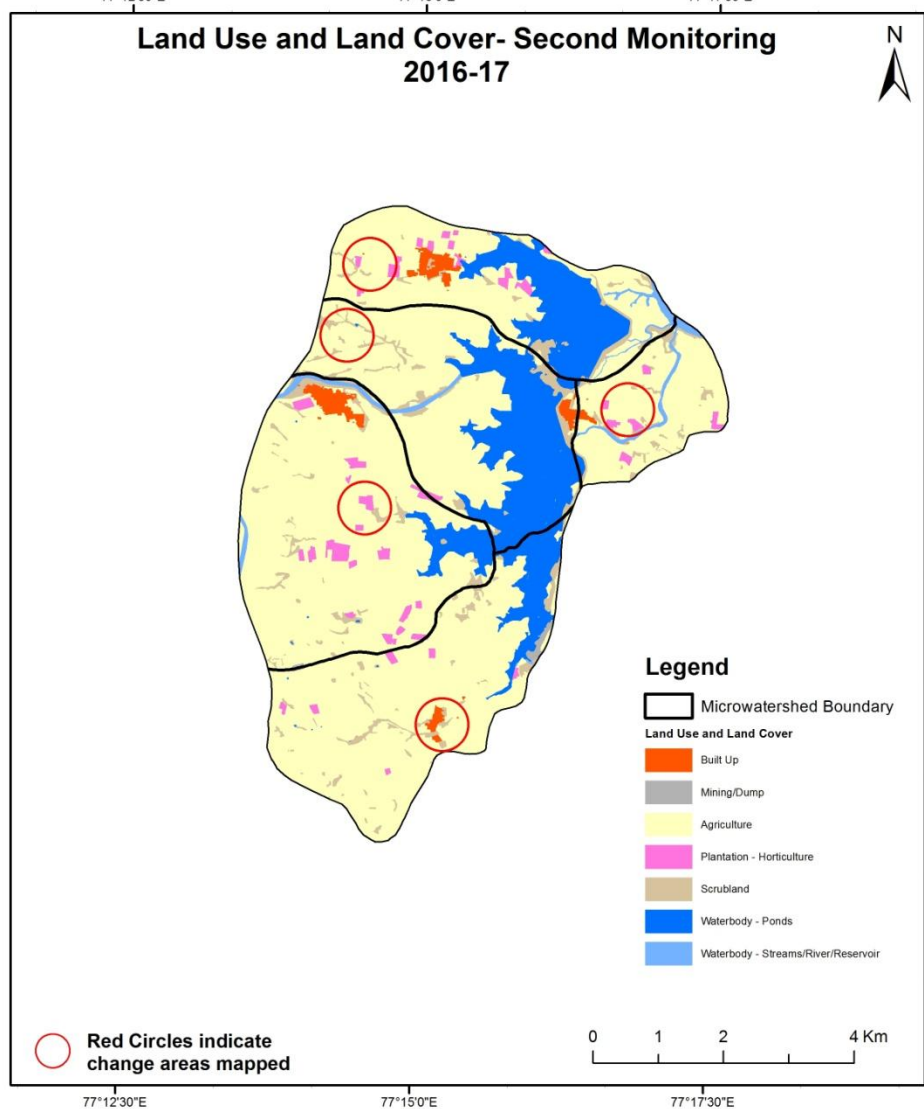 Land Use and Land Cover- Second Monitoring
2016-17
N
Legend
Microwatershed Boundary
Land Use and Land Cover
Built Up
Mining/Dump
Agriculture
Plantation - Horticulture
Scrubland
Waterbody - Ponds
Waterbody - Streams/River/Reservoir
Red Circles indicate
change areas mapped
0 1 2 4 Km
77°12'30"E 77°15'0"E 77°17'30"E